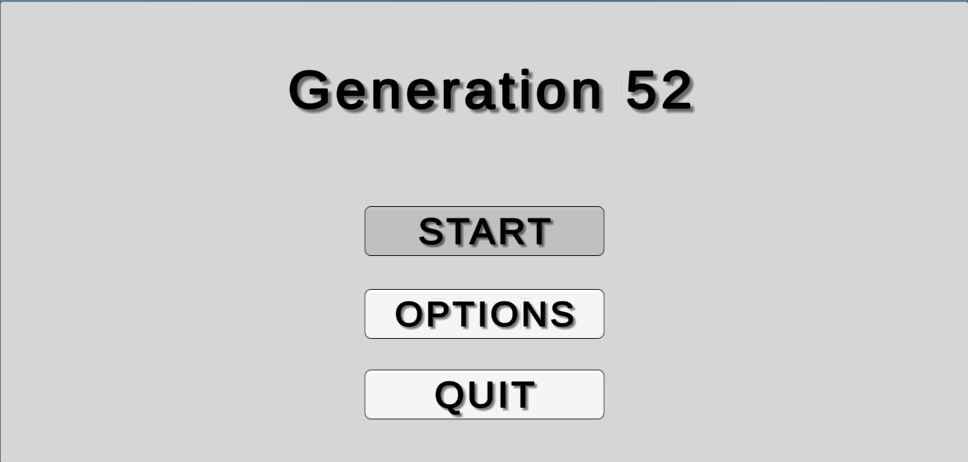 Generation 52
START
OPTIONS
QUIT